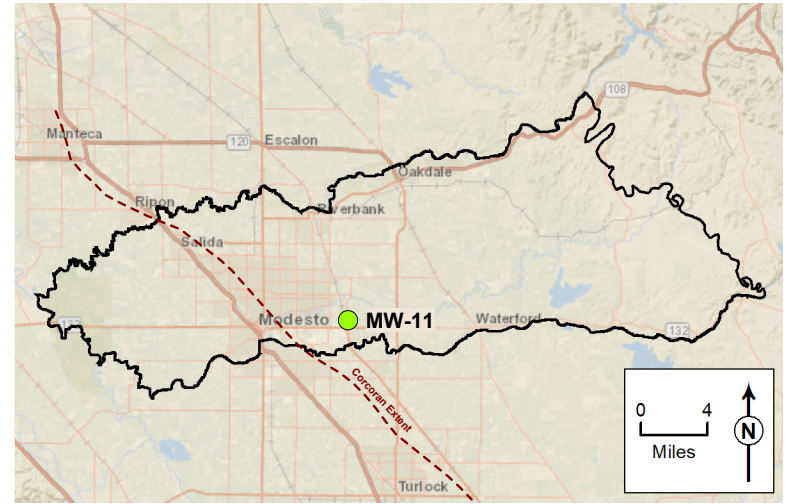 108
Manteca
120
Escalon
Oakdale
Ripon
Riverbank
Salida
Modesto
MW-11
Waterford
132
132
Corcoran Extent
Turlock
0 4
Miles
N